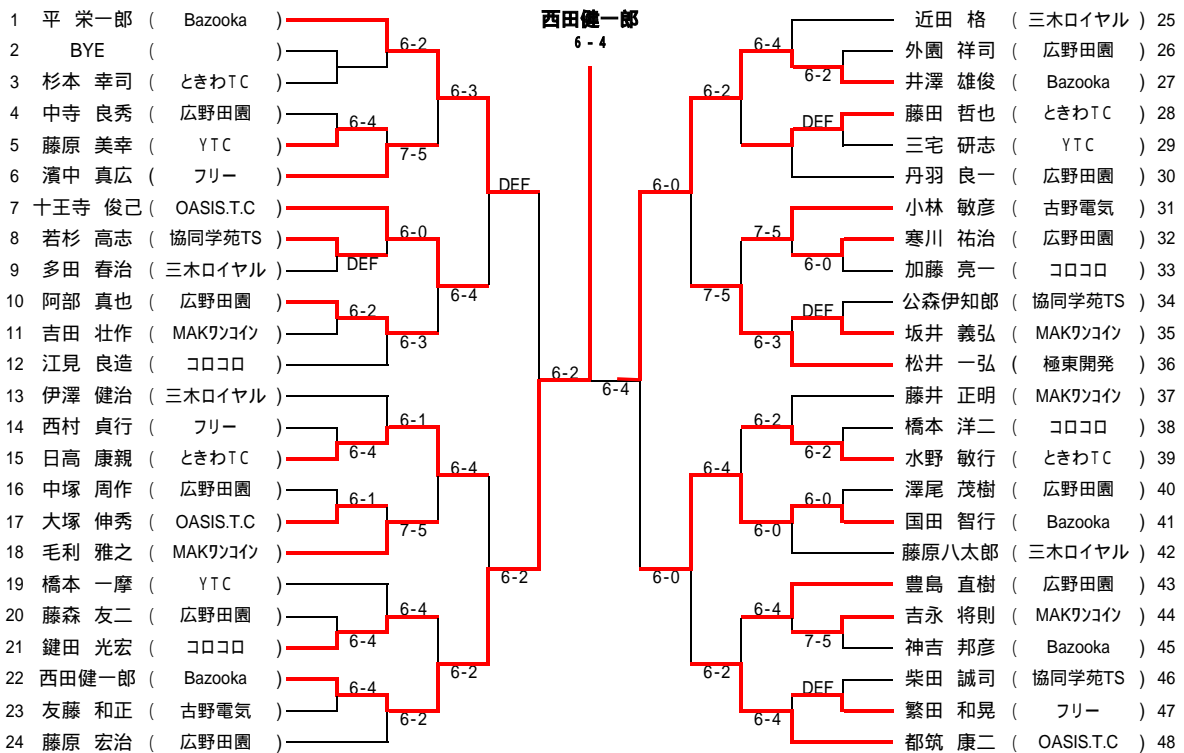 西田健一郎
6-4
1 平 栄一郎 ( Bazooka )
2 BYE ( )
3 杉本 幸司 ( ときわTC )
4 中寺 良秀 ( 広野田園 )
5 藤原 美幸 ( YTC )
6 濱中 真広 ( フリー )
7 十王寺 俊己 ( OASIS.T.C )
8 若杉 高志 ( 協同学苑TS )
9 多田 春治 ( 三木ロイヤル )
10 阿部 真也 ( 広野田園 )
11 吉田 壮作 ( MAKワンコイン )
12 江見 良造 ( コロコロ )
13 伊澤 健治 ( 三木ロイヤル )
14 西村 貞行 ( フリー )
15 日高 康親 ( ときわTC )
16 中塚 周作 ( 広野田園 )
17 大塚 伸秀 ( OASIS.T.C )
18 毛利 雅之 ( MAKワンコイン )
19 橋本 一摩 ( YTC )
20 藤森 友二 ( 広野田園 )
21 鍵田 光宏 ( コロコロ )
22 西田健一郎 ( Bazooka )
23 友藤 和正 ( 古野電気 )
24 藤原 宏治 ( 広野田園 )
6-4
DEF
6-2
6-4
6-1
6-4
6-4
6-2
7-5
6-0
6-3
6-1
7-5
6-4
6-2
6-3
6-4
6-4
6-2
DEF
6-2
6-2
6-4
6-0
6-0
6-2
7-5
6-4
6-2
6-4
7-5
6-3
6-2
6-0
6-4
6-4
6-2
DEF
6-0
DEF
6-2
6-0
7-5
DEF
近田 格 ( 三木ロイヤル ) 25
外園 祥司 ( 広野田園 ) 26
井澤 雄俊 ( Bazooka ) 27
藤田 哲也 ( ときわTC ) 28
三宅 研志 ( YTC ) 29
丹羽 良一 ( 広野田園 ) 30
小林 敏彦 ( 古野電気 ) 31
寒川 祐治 ( 広野田園 ) 32
加藤 亮一 ( コロコロ ) 33
公森伊知郎 ( 協同学苑TS ) 34
坂井 義弘 ( MAKワンコイン ) 35
松井 一弘 ( 極東開発 ) 36
藤井 正明 ( MAKワンコイン ) 37
橋本 洋二 ( コロコロ ) 38
水野 敏行 ( ときわTC ) 39
澤尾 茂樹 ( 広野田園 ) 40
国田 智行 ( Bazooka ) 41
藤原八太郎 ( 三木ロイヤル ) 42
豊島 直樹 ( 広野田園 ) 43
吉永 将則 ( MAKワンコイン ) 44
神吉 邦彦 ( Bazooka ) 45
柴田 誠司 ( 協同学苑TS ) 46
繁田 和晃 ( フリー ) 47
都筑 康二 ( OASIS.T.C ) 48